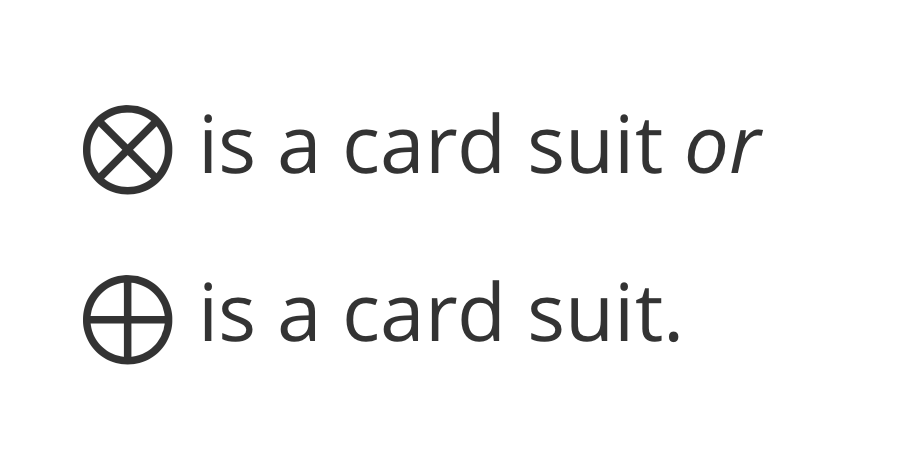 ⊗ is a card suit or
⊕ is a card suit.